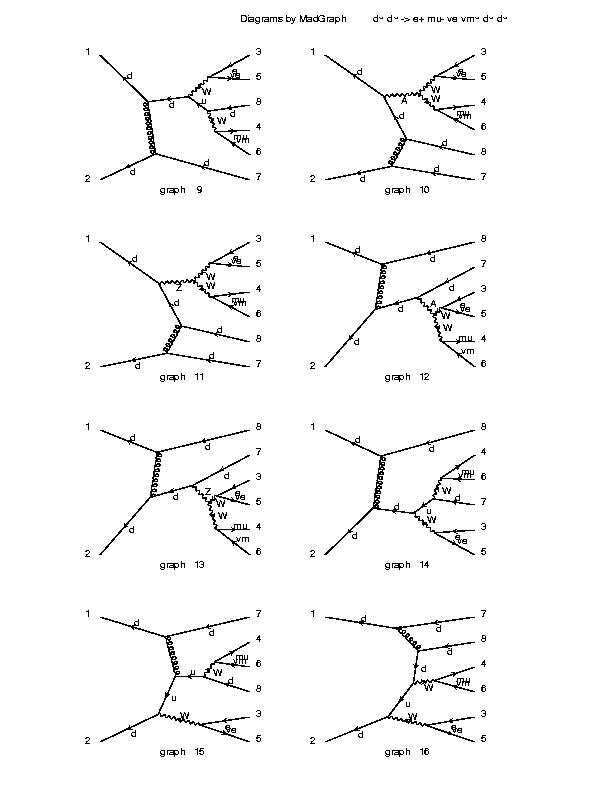 Diagrams by MadGraph d~ d~ -> e+ mu- ve vm~ d~ d~
1 d d e ve W u d W mu vm d 2 3 5 8 4 6 7
graph 9
1 d A d W W e ve mu vm d d d 2 3 5 4 6 8 7
graph 10
1 d Z d W W e ve mu vm d d d 2 3 5 4 6 8 7
graph 11
1 d d d d A W W e ve mu vm d 2 8 7 3 5 4 6
graph 12
1 d d d d Z W W e ve mu vm d 2 8 7 3 5 4 6
graph 13
1 d d d W mu vm u d W e ve d 2 8 4 6 7 3 5
graph 14
1 d d u W mu vm d u W e ve d 2 7 4 6 8 3 5
graph 15
1 d d d d W mu vm u W e ve d 2 7 8 4 6 3 5
graph 16